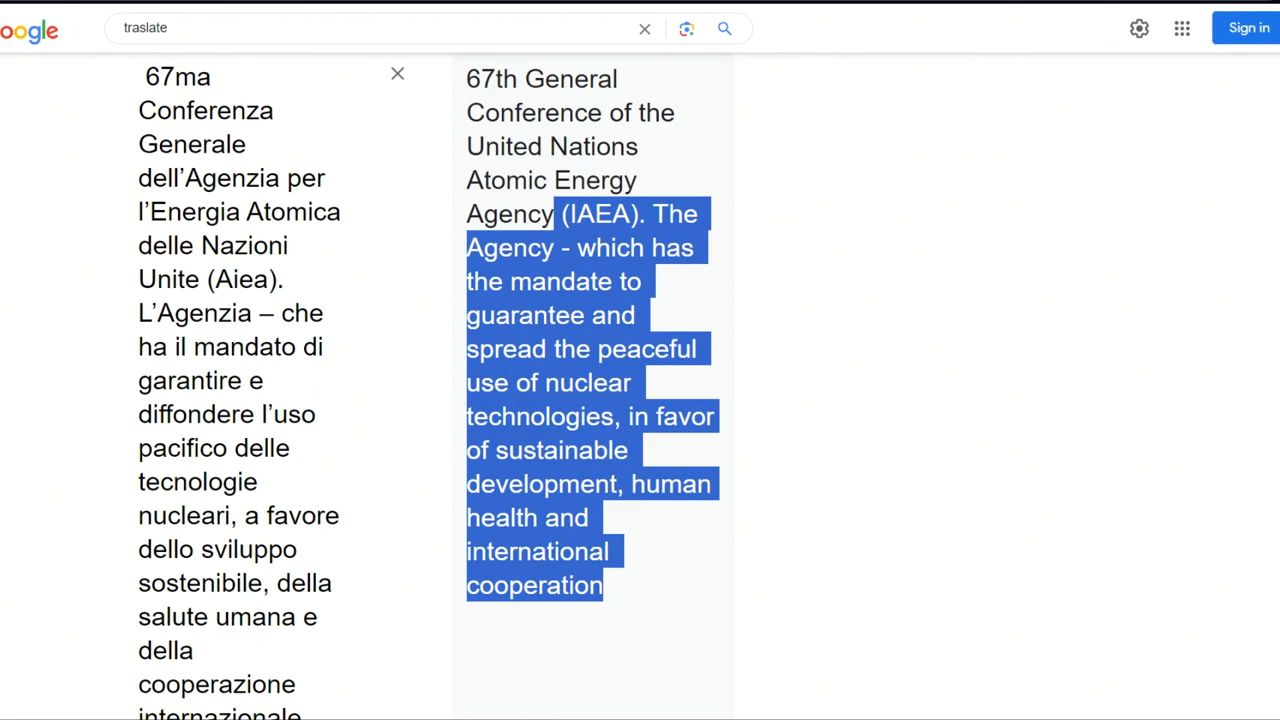 oogle
traslate
Sign in
67ma
Conferenza
Generale
dell’Agenzia per
l’Energia Atomica
delle Nazioni
Unite (Aiea).
L’Agenzia – che
ha il mandato di
garantire e
diffondere l’uso
pacifico delle
tecnologie
nucleari, a favore
dello sviluppo
sostenibile, della
salute umana e
della
cooperazione
internazionale
67th General
Conference of the
United Nations
Atomic Energy
Agency (IAEA). The
Agency - which has
the mandate to
guarantee and
spread the peaceful
use of nuclear
technologies, in favor
of sustainable
development, human
health and
international
cooperation